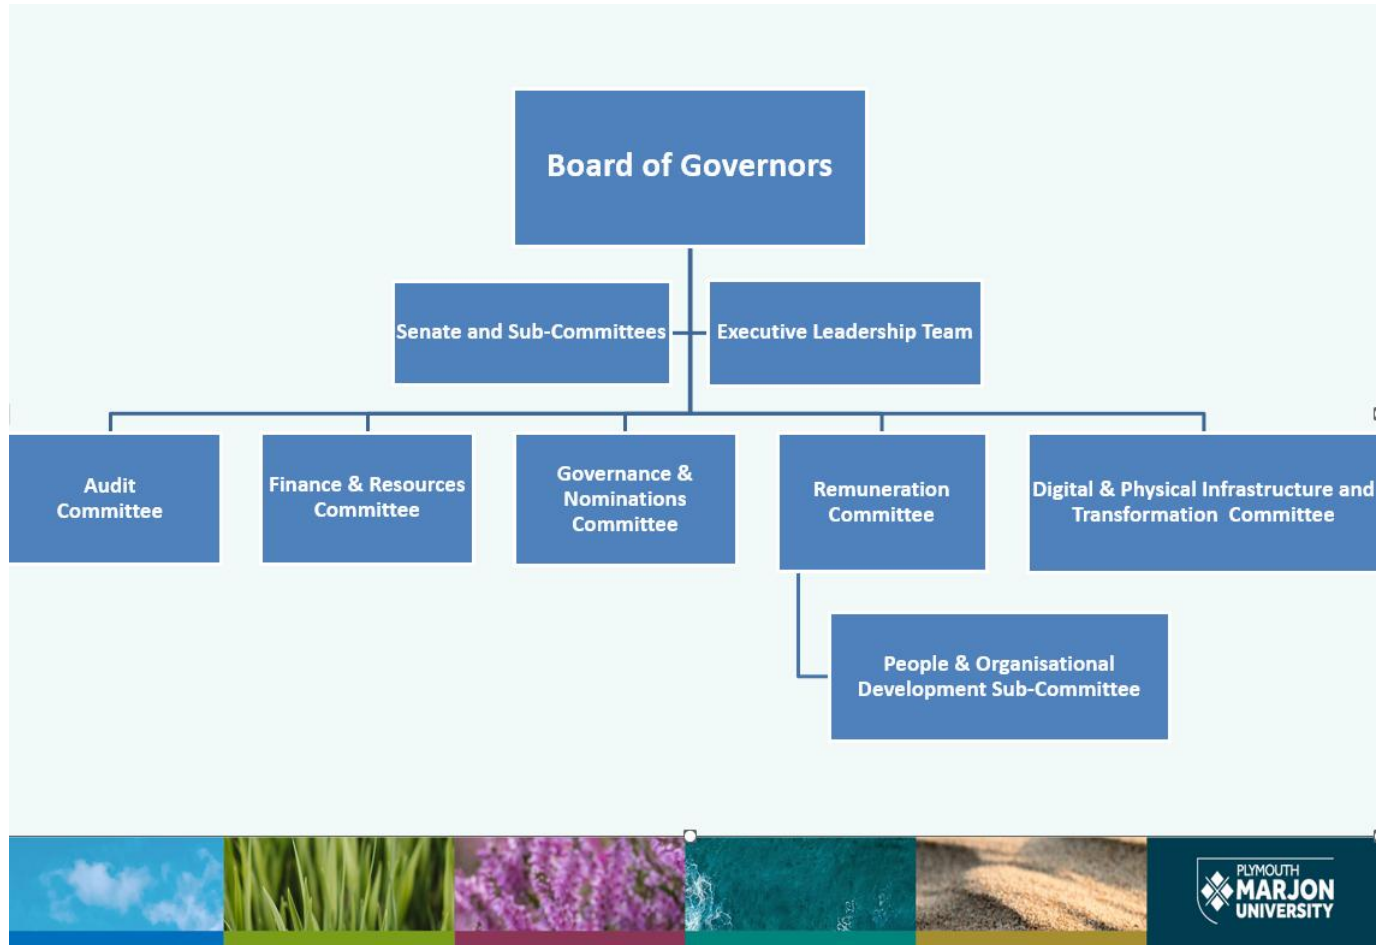 Board of Governors
Senate and Sub-Committees
Executive Leadership Team
Audit
Committee
Finance & Resources
Committee
Governance &
Nominations
Committee
Remuneration
Committee
Digital & Physical Infrastructure and
Transformation  Committee
People & Organisational
Development Sub-Committee
PLYMOUTH
MARJON
UNIVERSITY